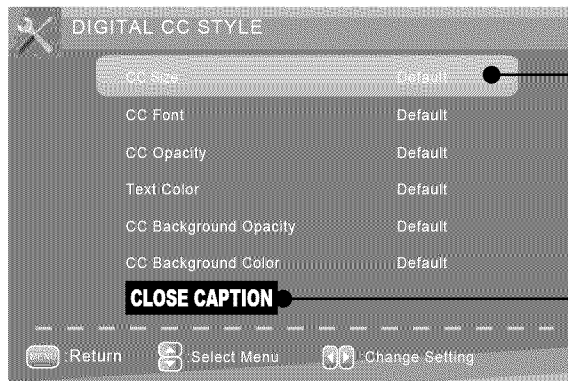 DIGITAL CC STYLE
CC Size Default
CC Font Default
CC Opacity Default
Text Color Default
CC Background Opacity Default
CC Background Color Default
CLOSE CAPTION
MENU :Return :Select Menu :Change Setting